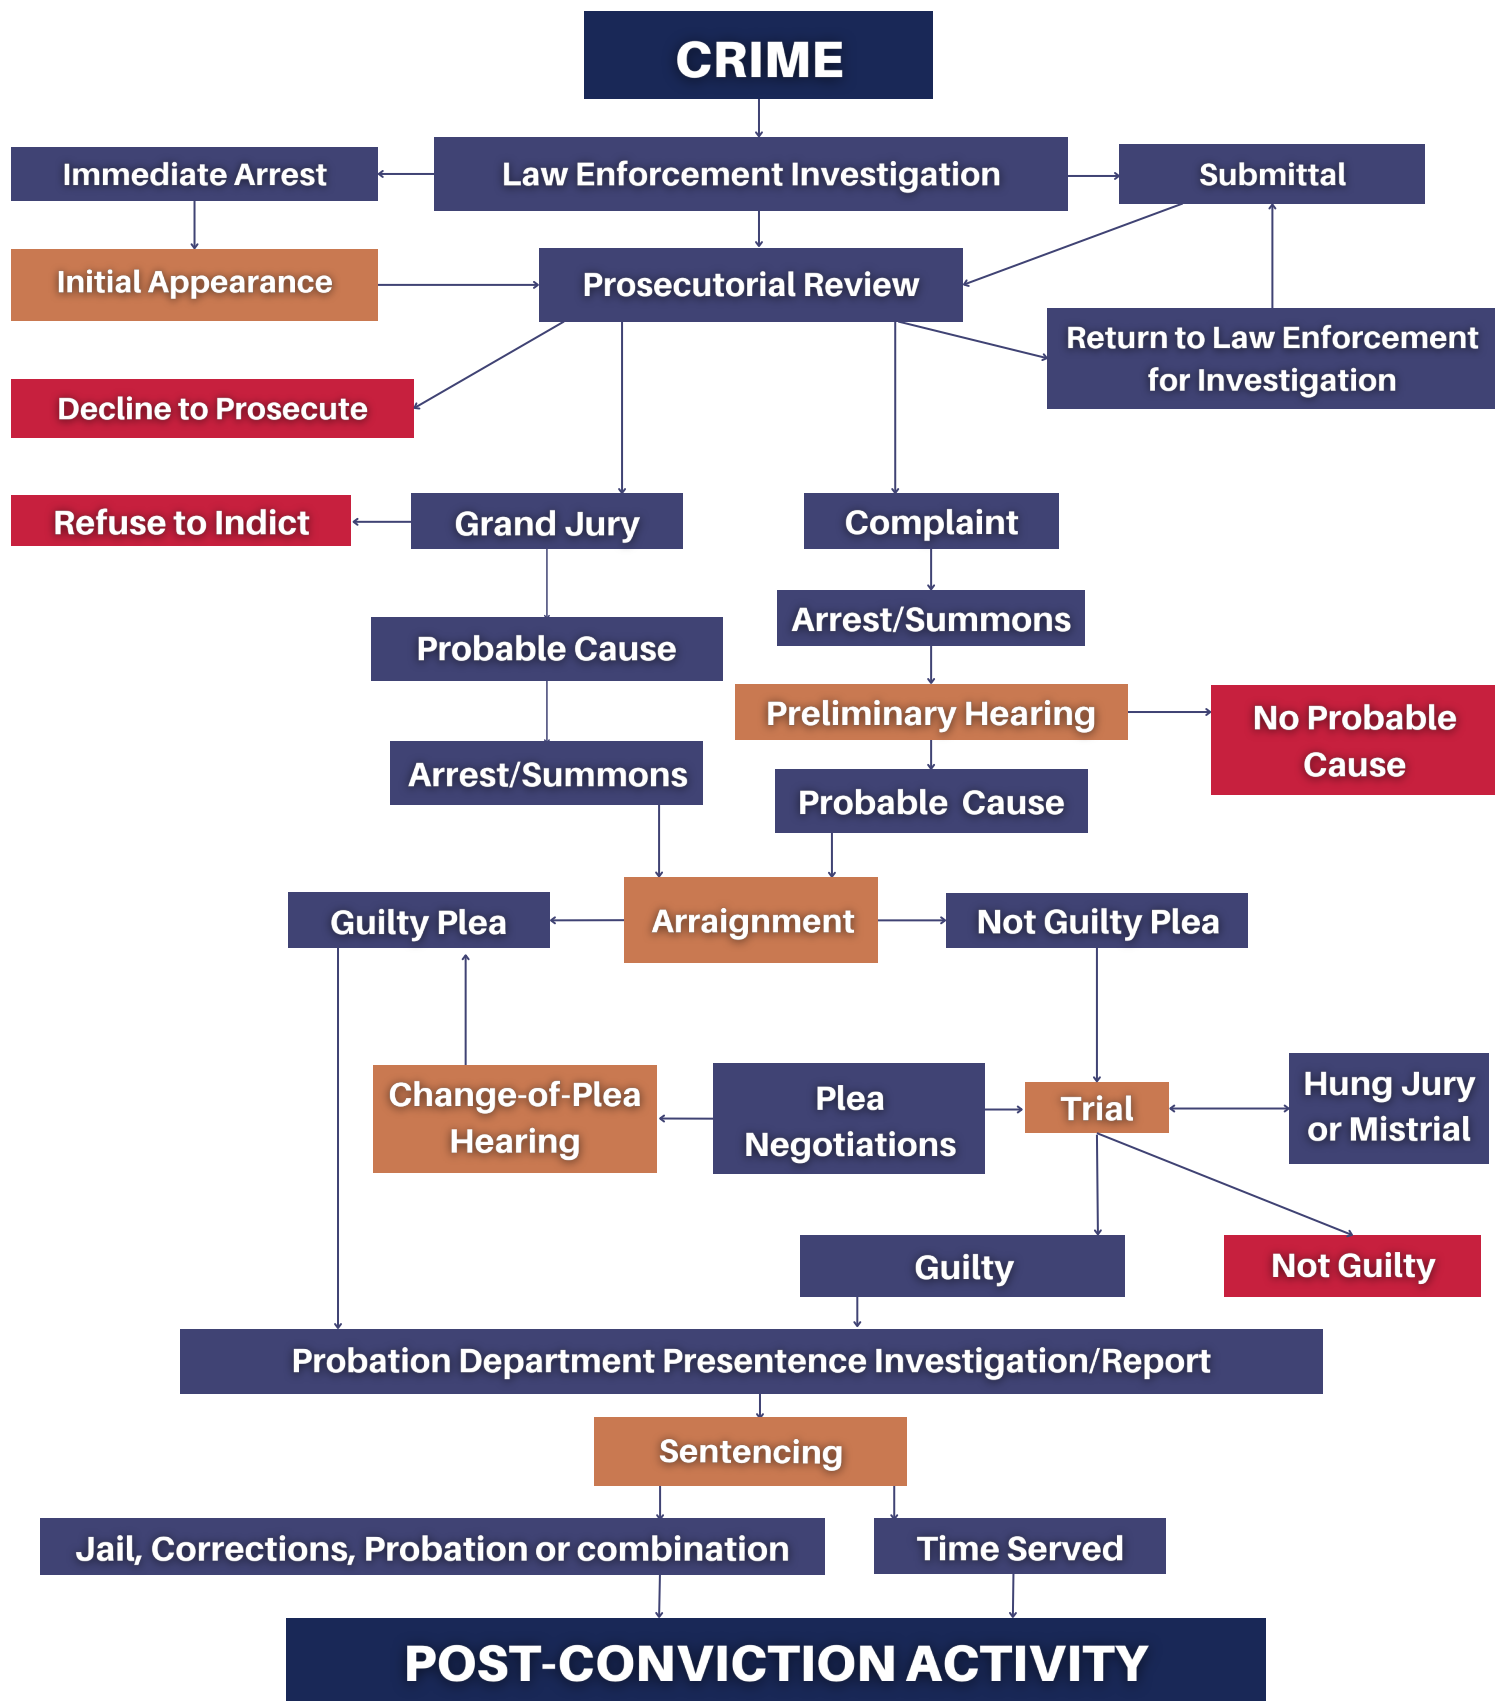 CRIME
Immediate Arrest
Law Enforcement Investigation
Submittal
Initial Appearance
Prosecutorial Review
Return to Law Enforcement
for Investigation
Decline to Prosecute
Refuse to Indict
Grand Jury
Complaint
Arrest/Summons
Probable Cause
Preliminary Hearing
No Probable
Cause
Arrest/Summons
Probable Cause
Guilty Plea
Arraignment
Not Guilty Plea
Change-of-Plea
Hearing
Plea
Negotiations
Trial
Hung Jury
or Mistrial
Guilty
Not Guilty
Probation Department Presentence Investigation/Report
Sentencing
Jail, Corrections, Probation or combination
Time Served
POST-CONVICTION ACTIVITY